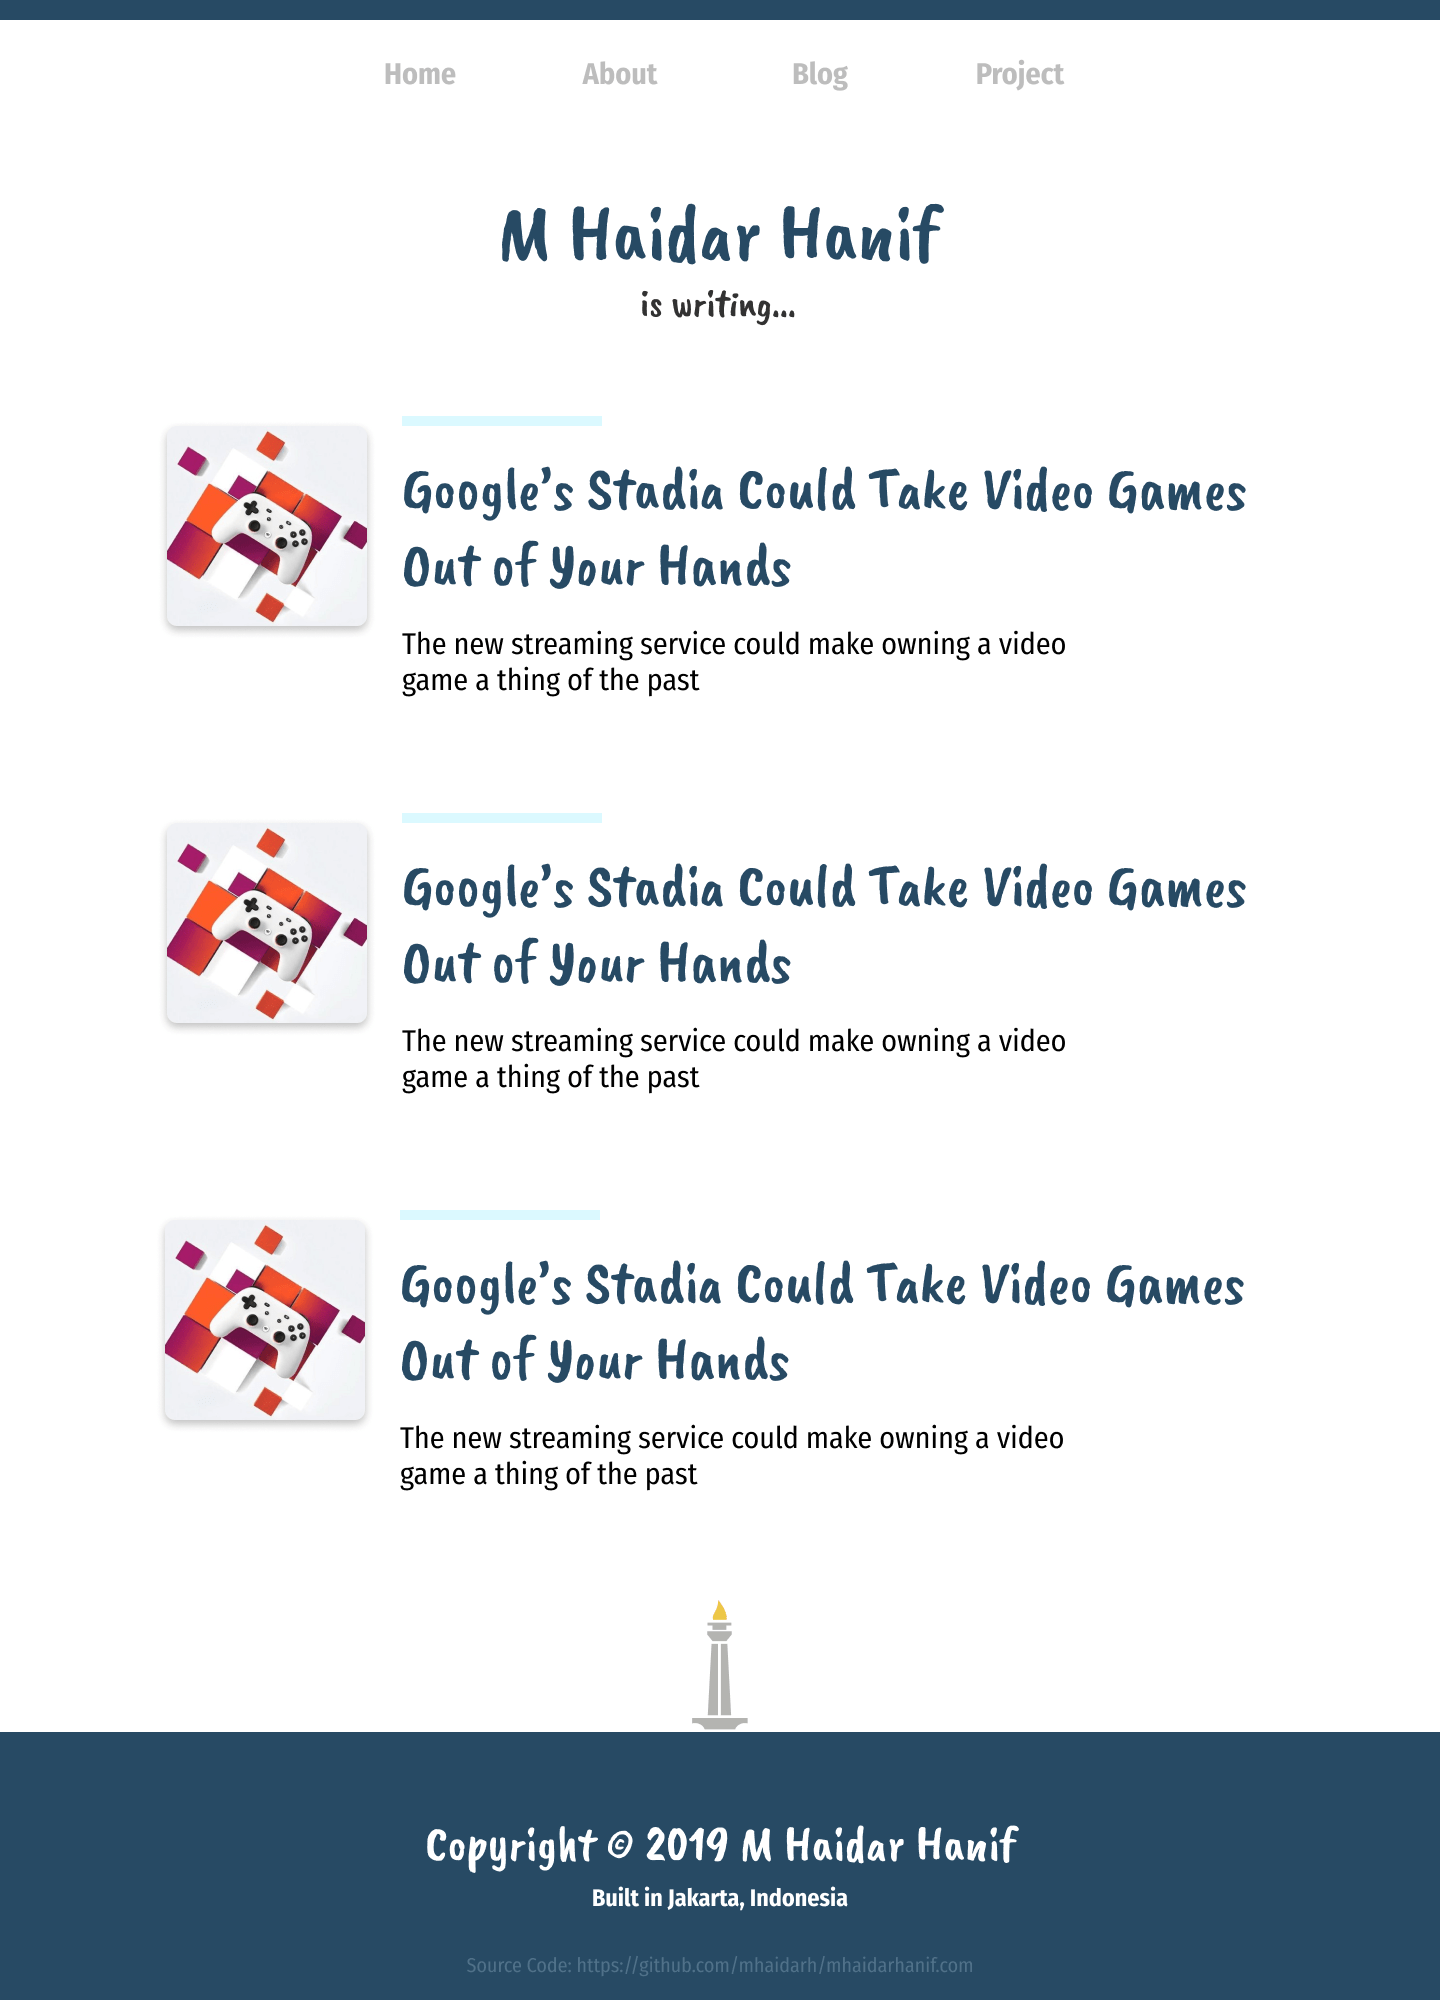 Home About Blog Project
M Haidar Hanif
is writing...
Google’s Stadia Could Take Video Games
Out of Your Hands
The new streaming service could make owning a video
game a thing of the past
Google’s Stadia Could Take Video Games
Out of Your Hands
The new streaming service could make owning a video
game a thing of the past
Google’s Stadia Could Take Video Games
Out of Your Hands
The new streaming service could make owning a video
game a thing of the past
Copyright © 2019 M Haidar Hanif
Built in Jakarta, Indonesia
Source Code: https://github.com/mhaidarh/mhaidarhanif.com